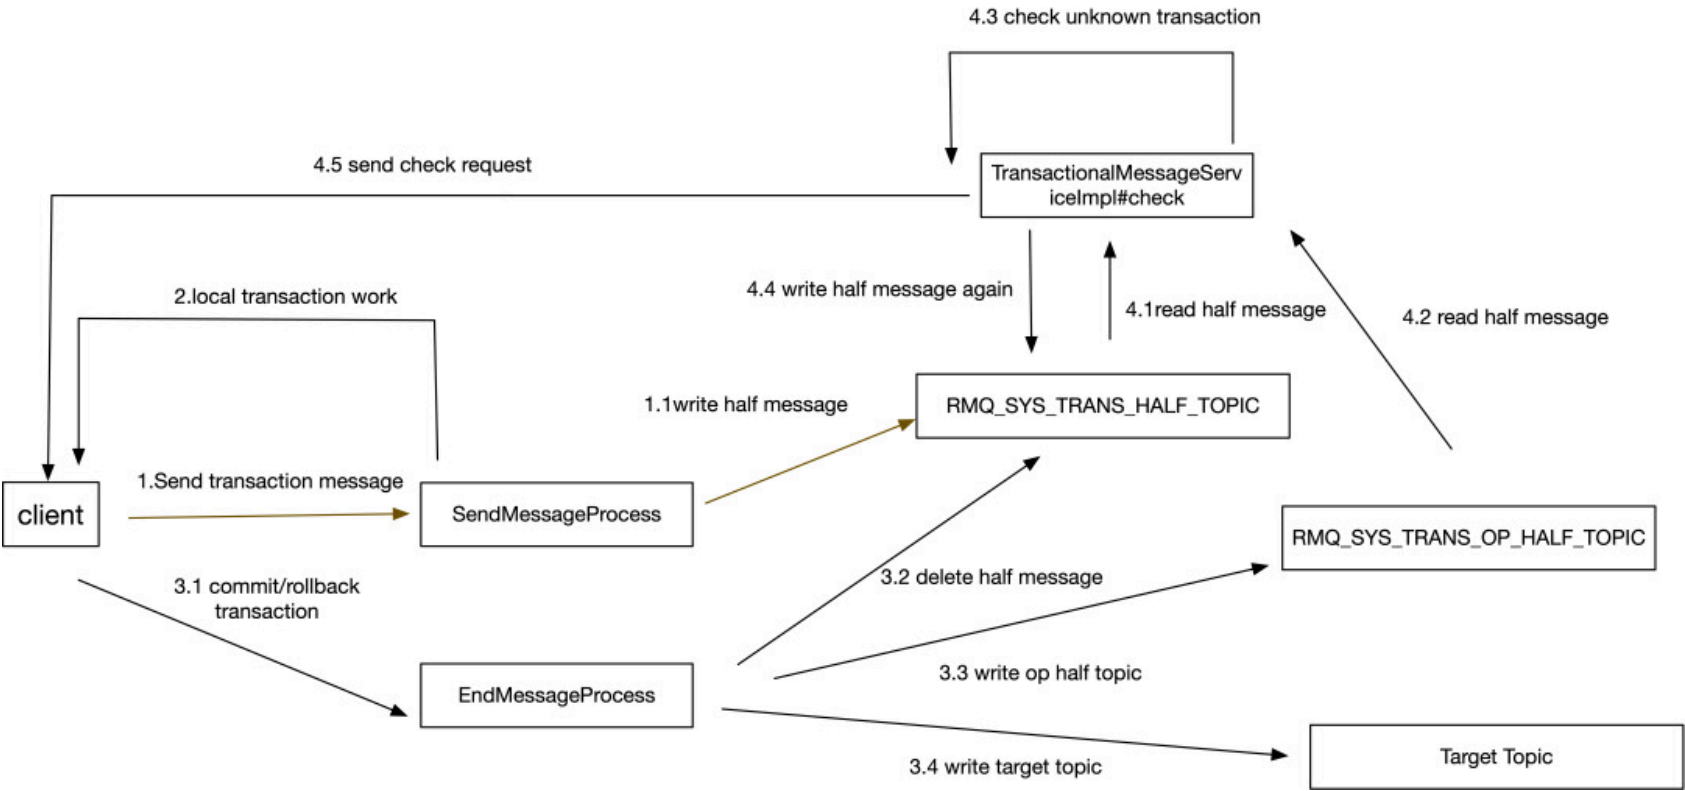 4.3 check unknown transaction
4.5 send check request
TransactionalMessageServ
iceImpl#check
2.local transaction work
4.4 write half message again
4.1read half message
4.2 read half message
1.1write half message
RMQ_SYS_TRANS_HALF_TOPIC
1.Send transaction message
client
SendMessageProcess
RMQ_SYS_TRANS_OP_HALF_TOPIC
3.1 commit/rollback
transaction
3.2 delete half message
3.3 write op half topic
EndMessageProcess
3.4 write target topic
Target Topic